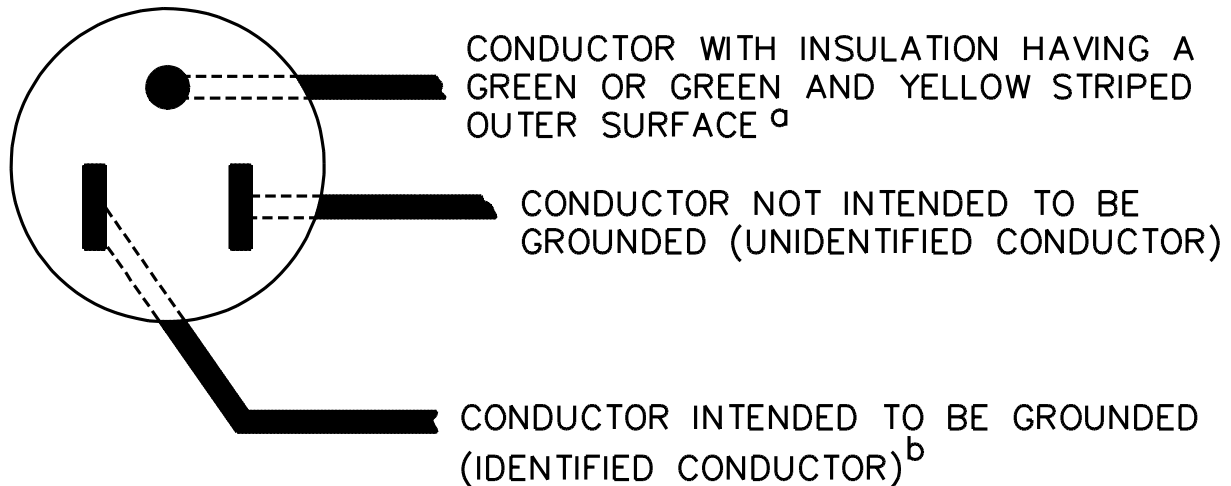 CONDUCTOR WITH INSULATION HAVING A
GREEN OR GREEN AND YELLOW STRIPED
OUTER SURFACE a
CONDUCTOR NOT INTENDED TO BE
GROUNDED (UNIDENTIFIED CONDUCTOR)
CONDUCTOR INTENDED TO BE GROUNDED
(IDENTIFIED CONDUCTOR) b